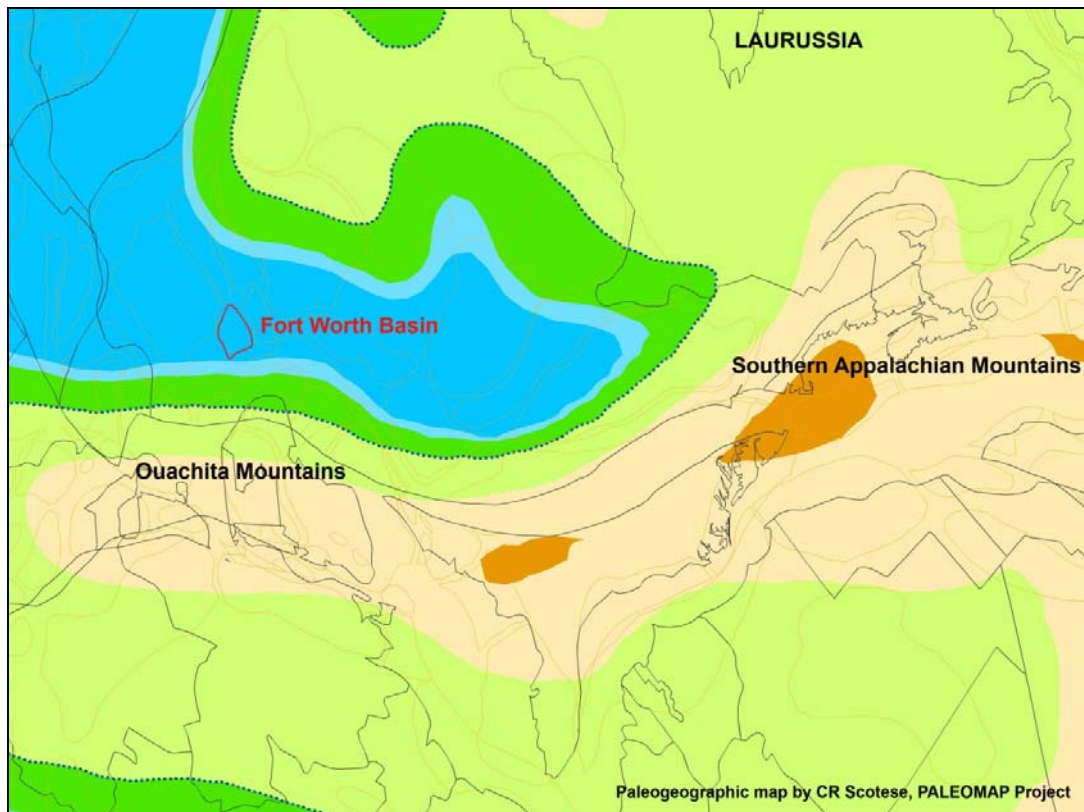 LAURUSSIA
Fort Worth Basin
Southern Appalachian Mountains
Ouachita Mountains
Paleogeographic map by CR Scotese, PALEOMAP Project